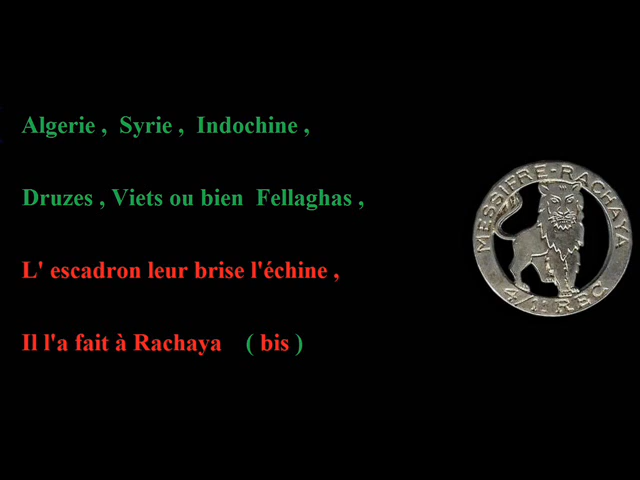 Algerie , Syrie , Indochine ,
Druzes , Viets ou bien Fellaghas ,
L' escadron leur brise l'échine ,
Il l'a fait à Rachaya ( bis )
MESSIFRE-RACHAYA
4/1er REC